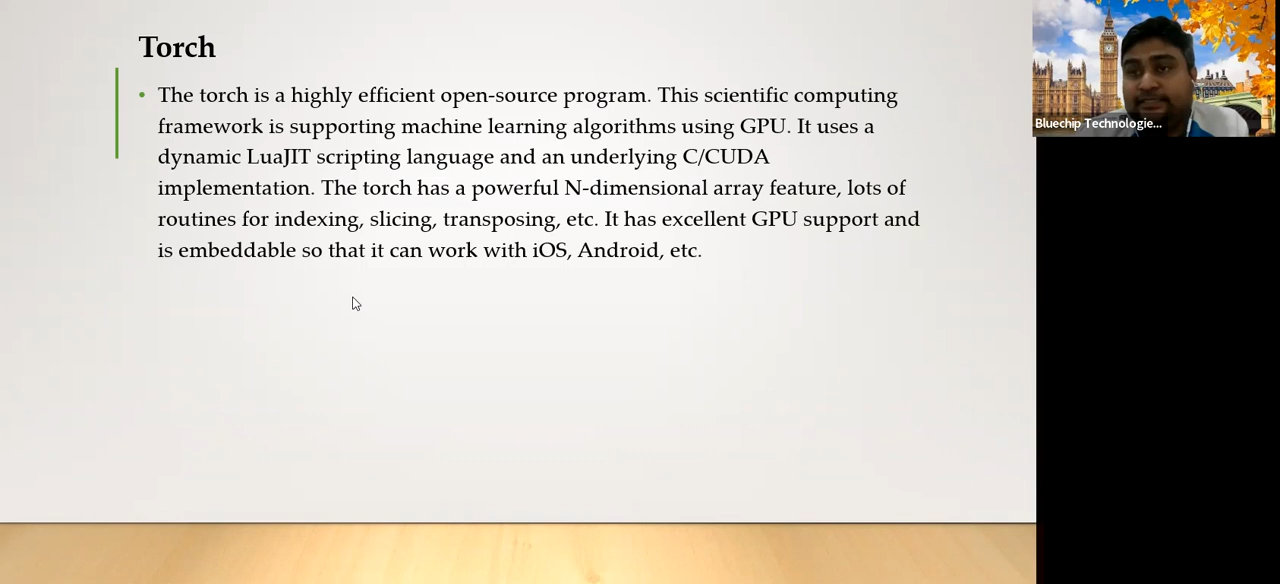 Torch
• The torch is a highly efficient open-source program. This scientific computing
framework is supporting machine learning algorithms using GPU. It uses a
dynamic LuaJIT scripting language and an underlying C/CUDA
implementation. The torch has a powerful N-dimensional array feature, lots of
routines for indexing, slicing, transposing, etc. It has excellent GPU support and
is embeddable so that it can work with iOS, Android, etc.
Bluechip Technologie...